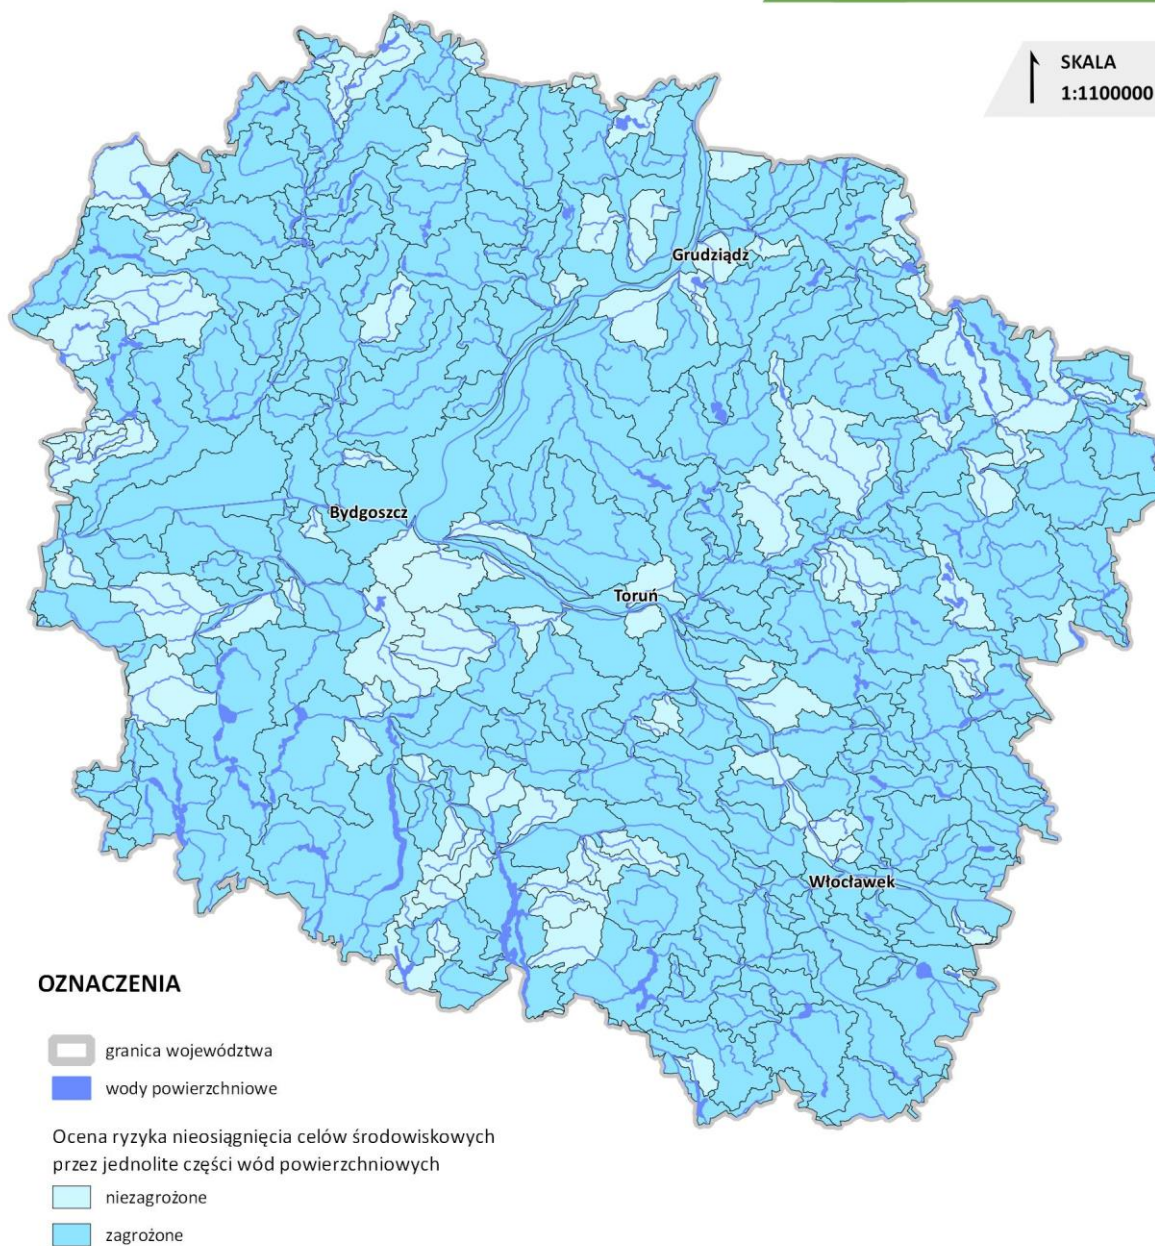 SKALA
1:1100000
Grudziądz
Bydgoszcz
Toruń
Włocławek
OZNACZENIA
granica województwa
wody powierzchniowe
Ocena ryzyka nieosiągnięcia celów środowiskowych
przez jednolite części wód powierzchniowych
niezagrożone
zagrożone